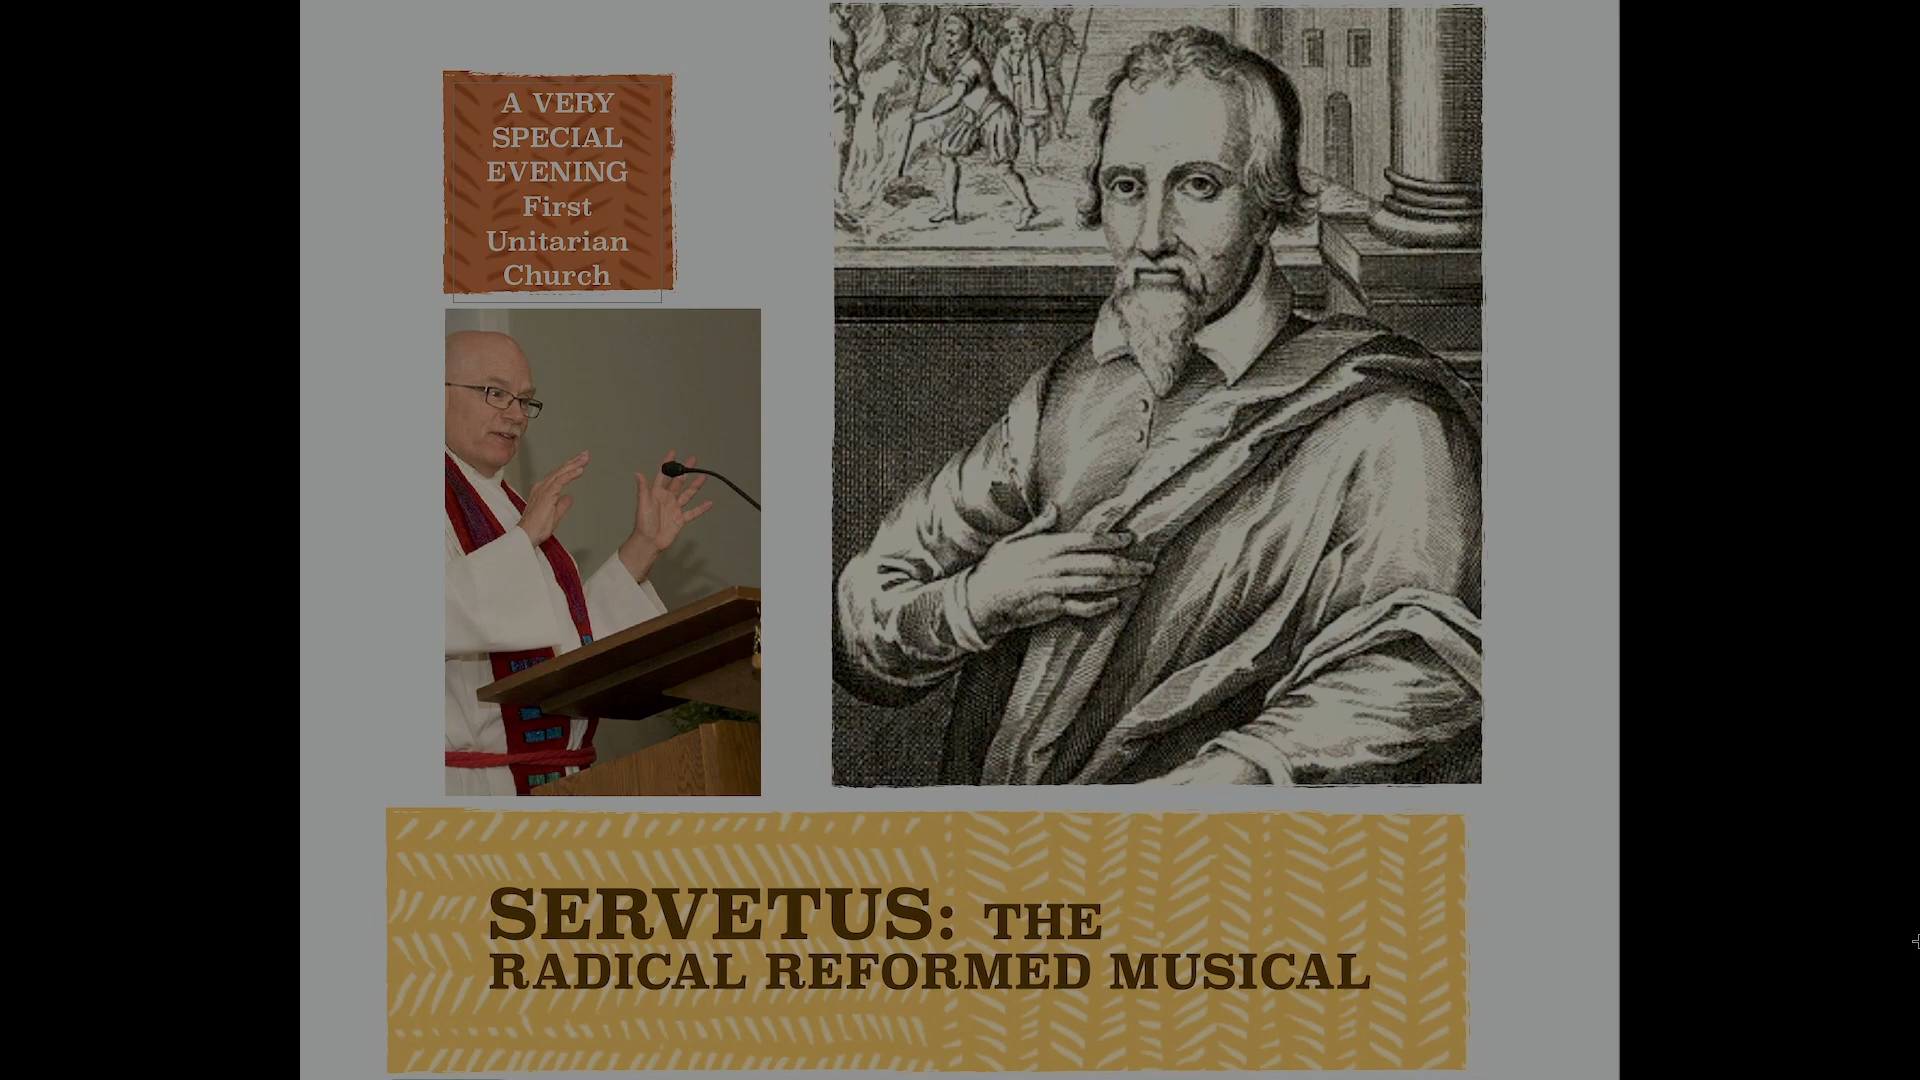 A VERY
SPECIAL
EVENING
First
Unitarian
Church
SERVETUS: THE
RADICAL REFORMED MUSICAL